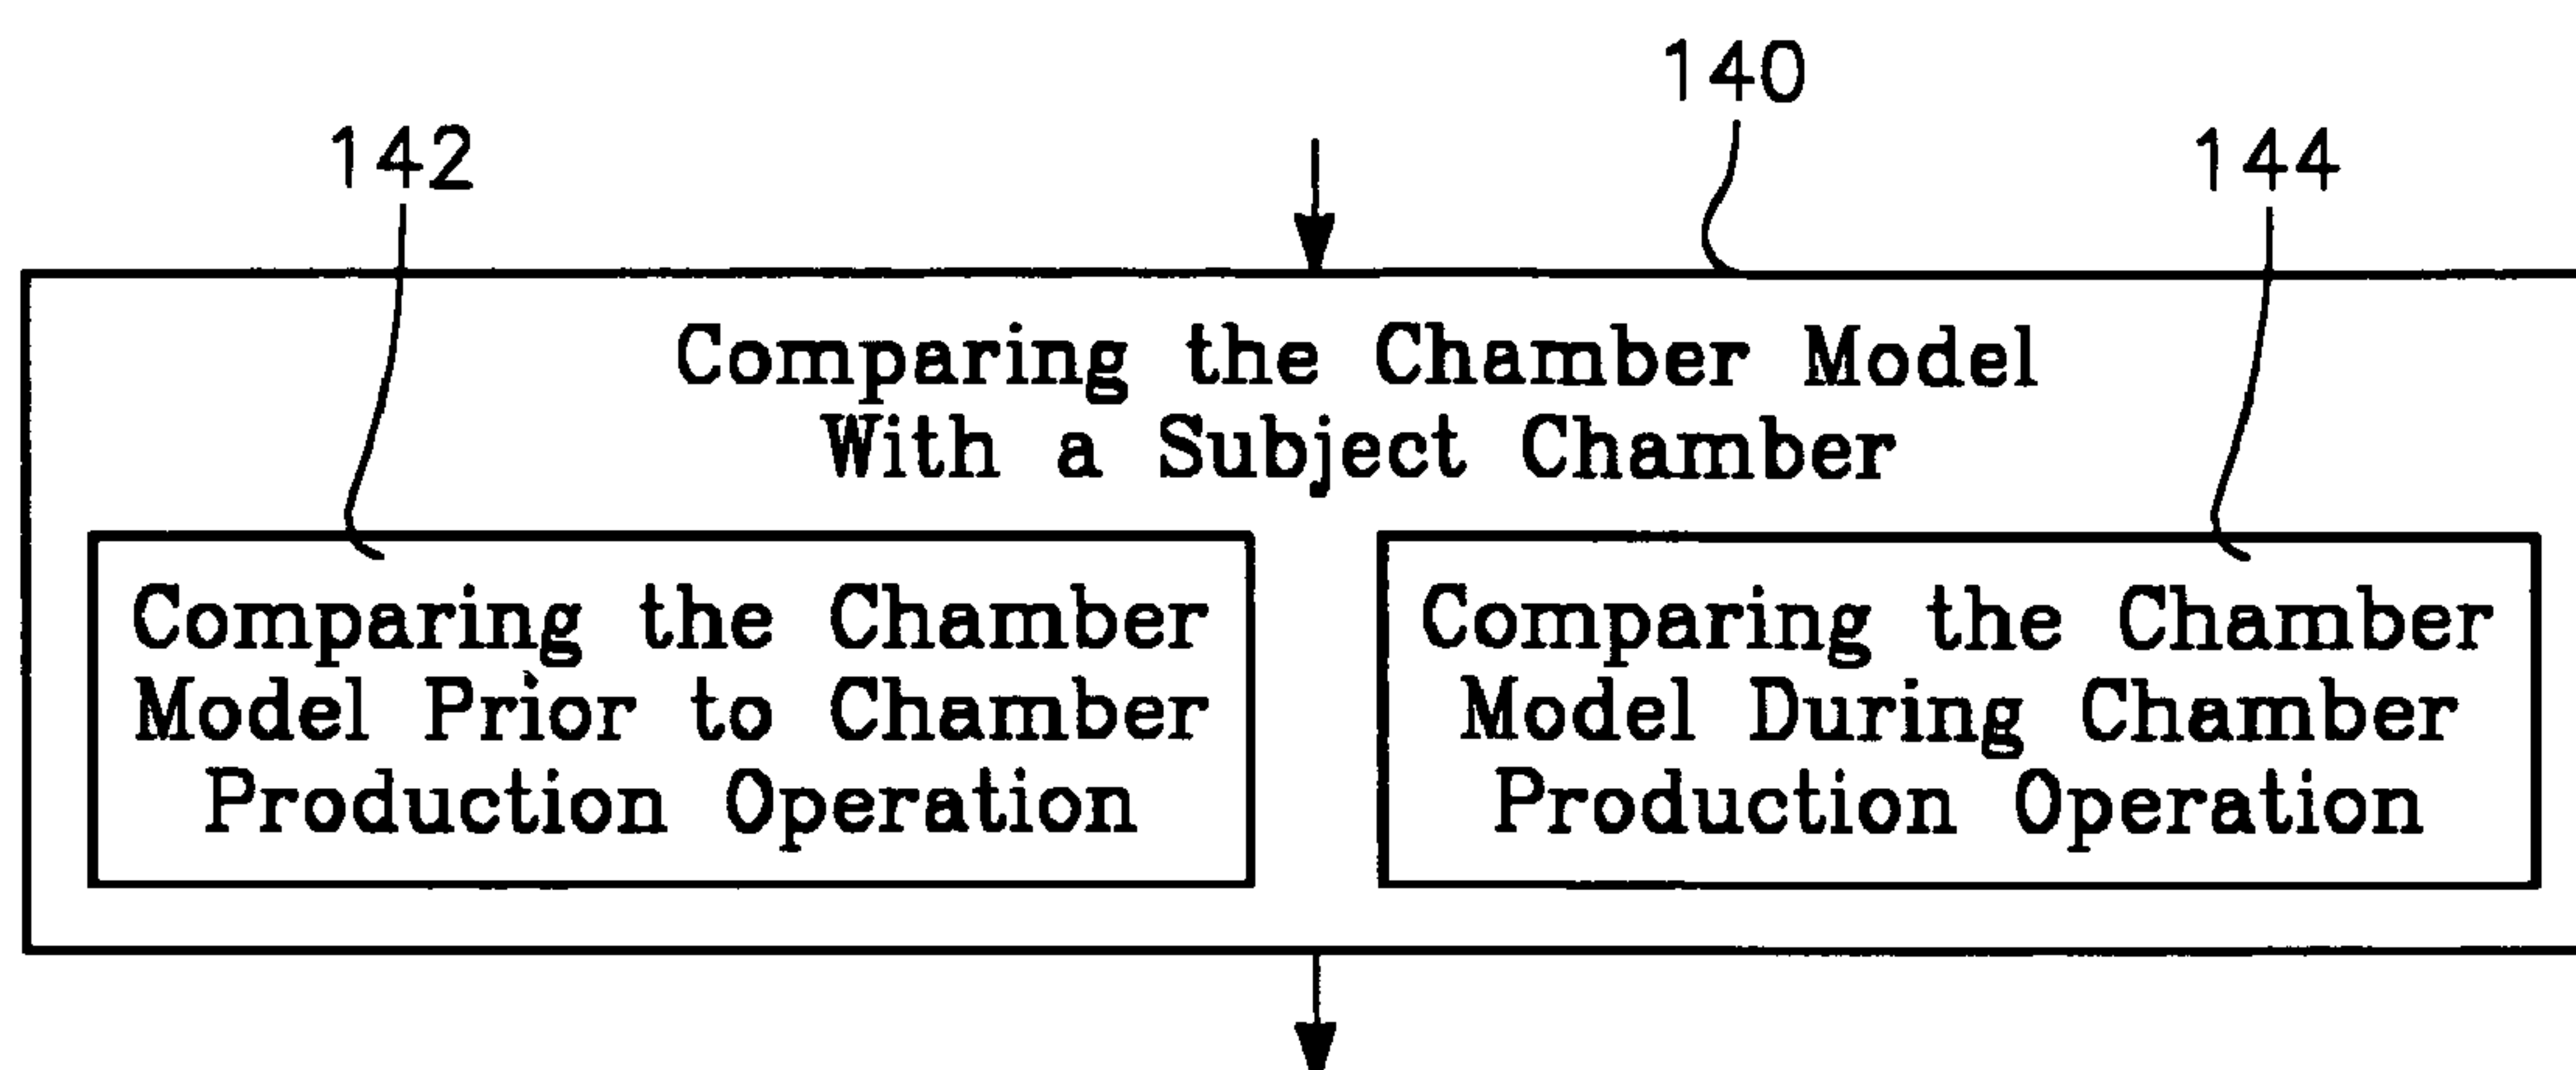 140
142
144
Comparing the Chamber Model
With a Subject Chamber
Comparing the Chamber
Model Prior to Chamber
Production Operation
Comparing the Chamber
Model During Chamber
Production Operation